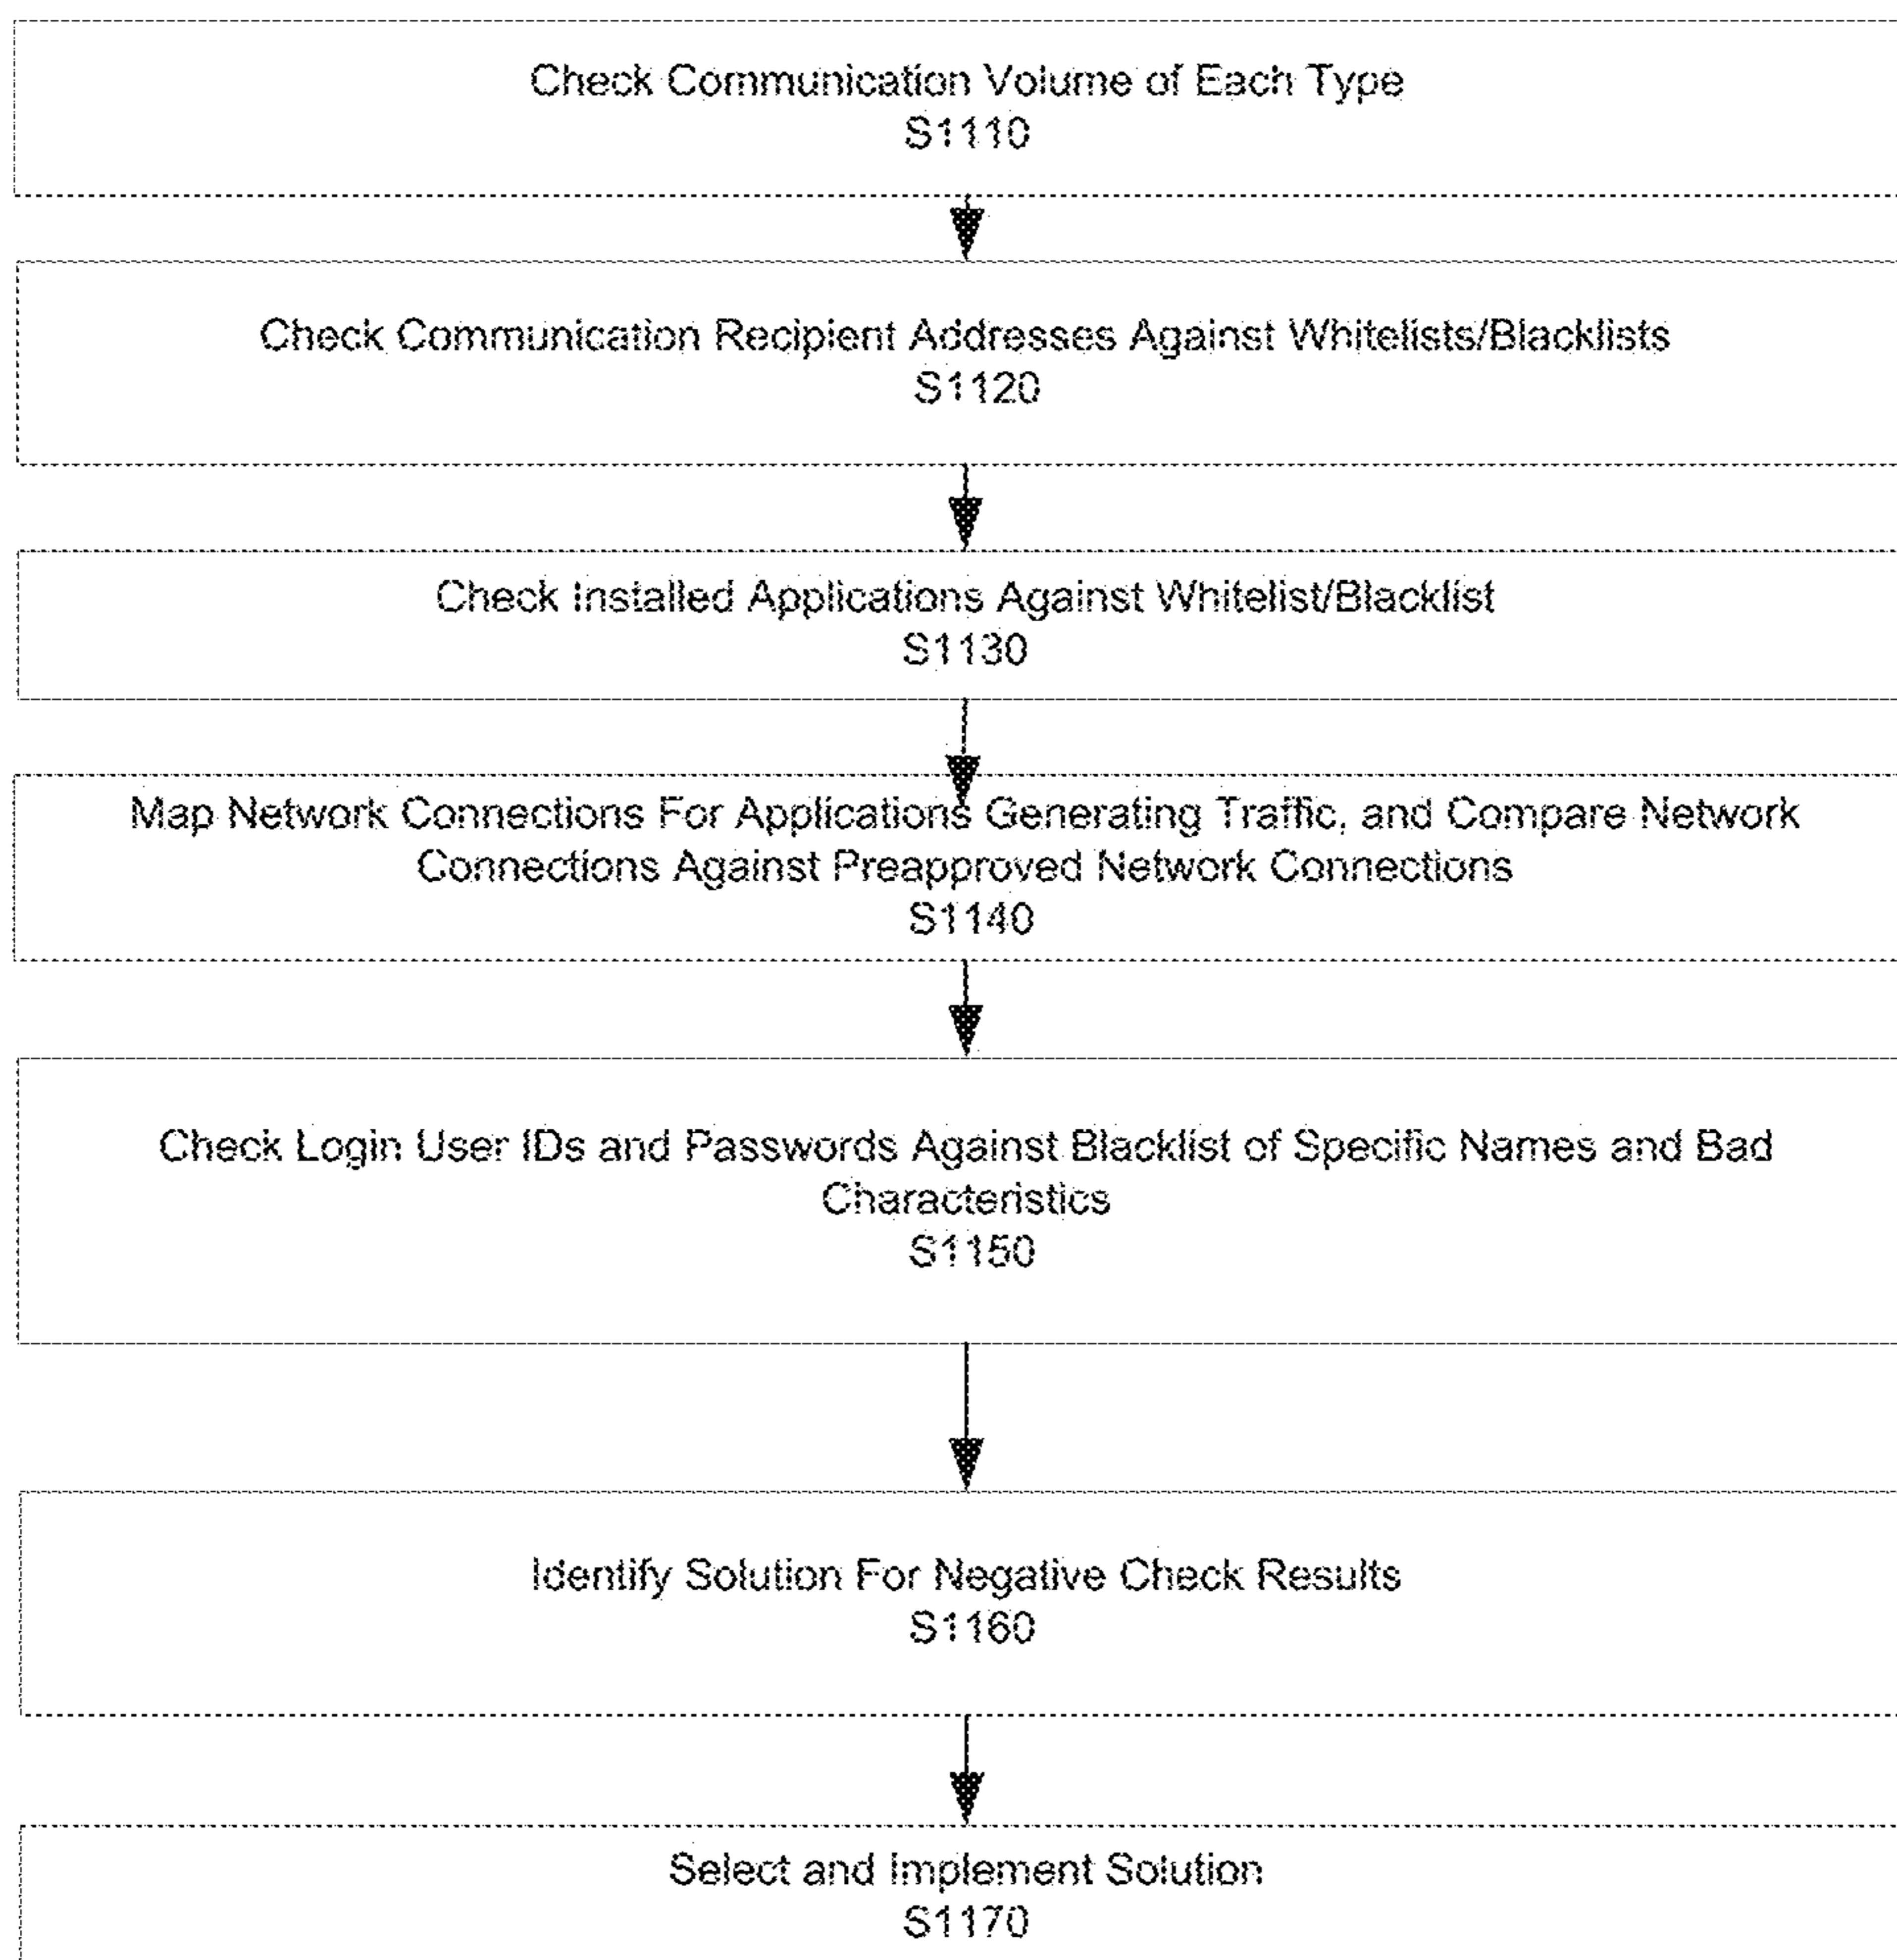 Check Communication Volume of Each Type
S1110
Check Communication Recipient Addresses Against Whitelists/Blacklists
S1120
Check Installed Applications Against Whitelist/Blacklist
S1130
Map Network Connections For Applications Generating Traffic, and Compare Network
Connections Against Preapproved Network Connections
S1140
Check Login User IDs and Passwords Against Blacklist of Specific Names and Bad
Characteristics
S1150
Identify Solution For Negative Check Results
S1160
Select and Implement Solution
S1170